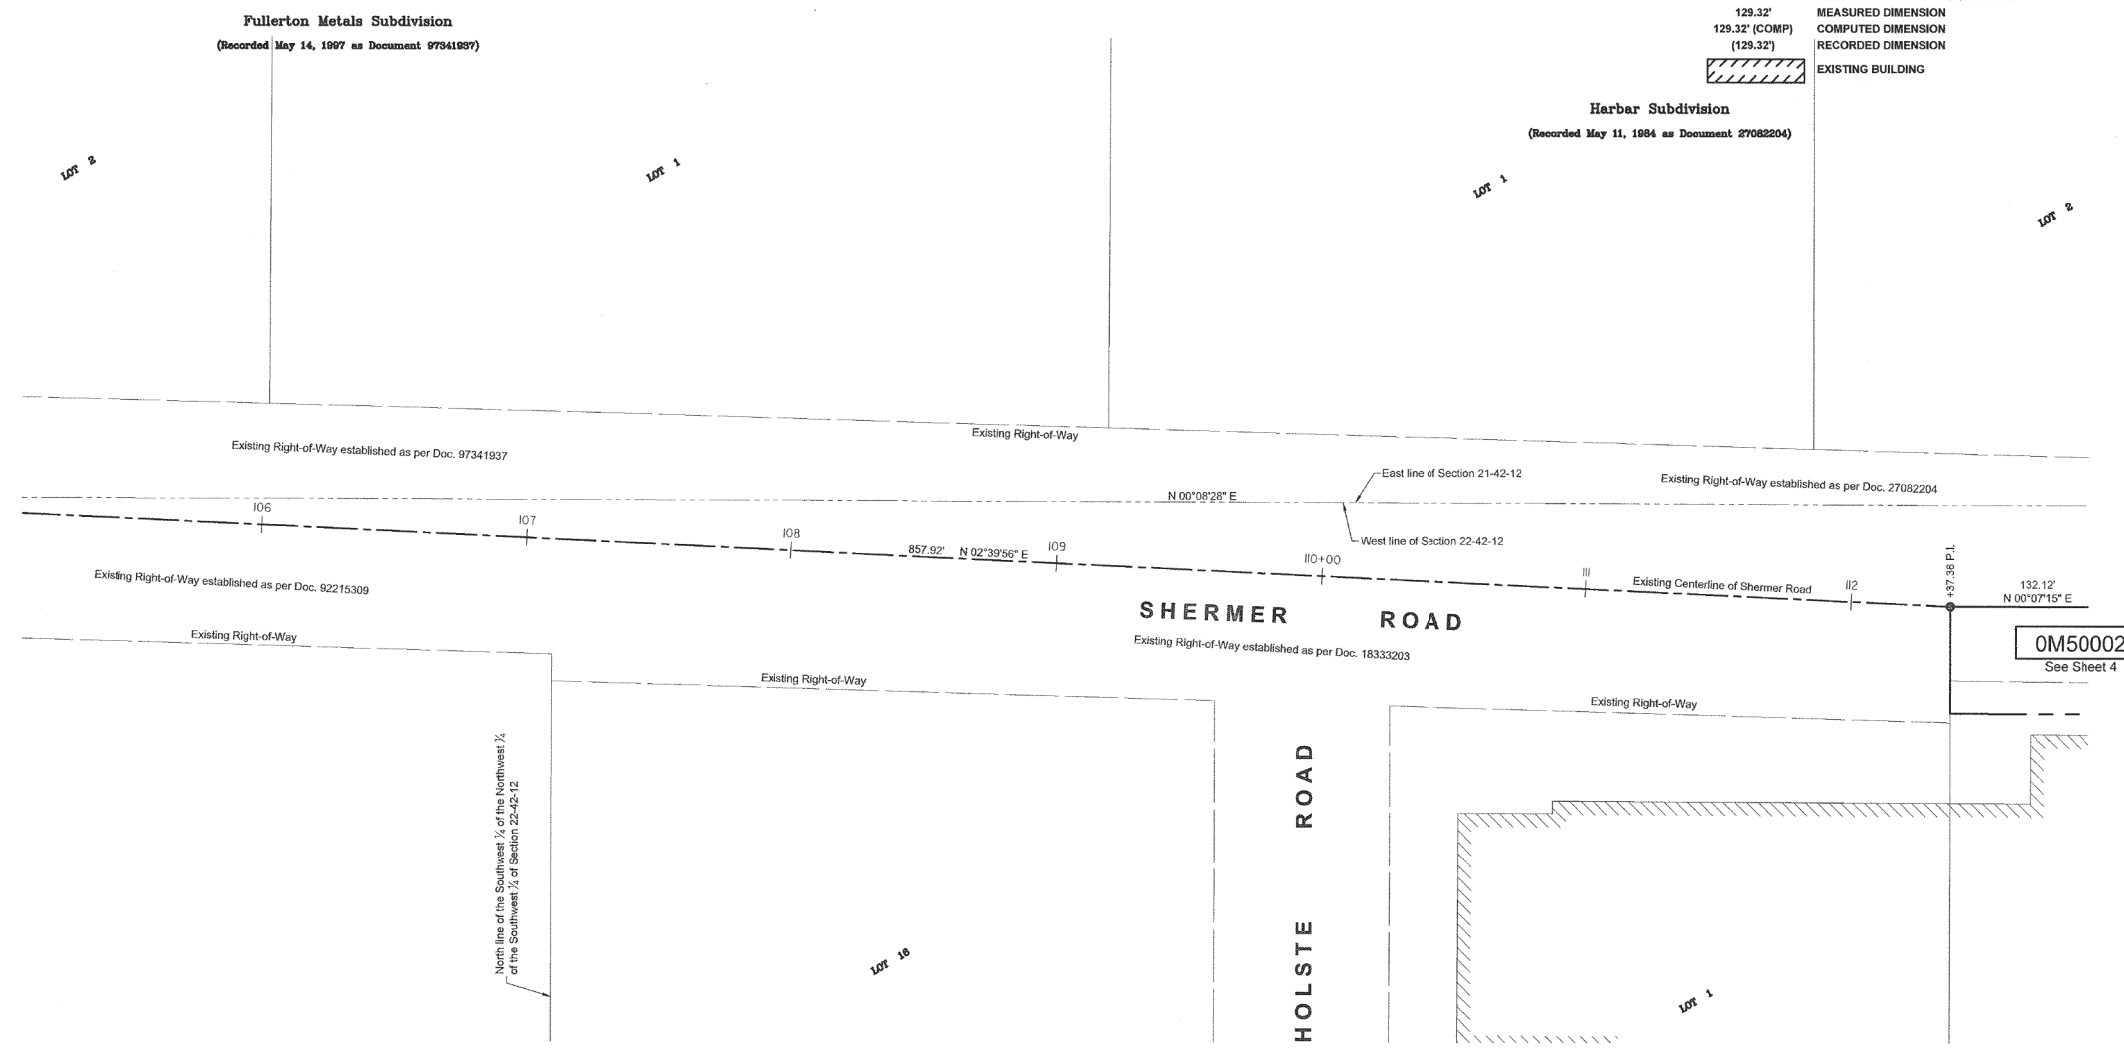 Fullerton Metals Subdivision
(Recorded May 14, 1997 as Document 97341937)
129.32' MEASURED DIMENSION
129.32' (COMP) COMPUTED DIMENSION
(129.32') RECORDED DIMENSION
EXISTING BUILDING
Harbar Subdivision
(Recorded May 11, 1984 as Document 27082204)
LOT 2
LOT 1
LOT 1
LOT 2
Existing Right-of-Way
Existing Right-of-Way established as per Doc. 97341937
East line of Section 21-42-12
Existing Right-of-Way established as per Doc. 27082204
N 00°08'28" E
106
107
108
857.92' N 02°39'56" E
109
West line of Section 22-42-12
110+00
111
Existing Centerline of Shermer Road
112
+37.36 P.I.
132.12'
N 00°07'15" E
Existing Right-of-Way established as per Doc. 92215309
SHERMER ROAD
Existing Right-of-Way established as per Doc. 18333203
0M50002
See Sheet 4
Existing Right-of-Way
Existing Right-of-Way
Existing Right-of-Way
North line of the Southwest ¼ of the Northwest ¼
of the Southwest ¼ of Section 22-42-12
HOLSTE ROAD
LOT 16
LOT 1